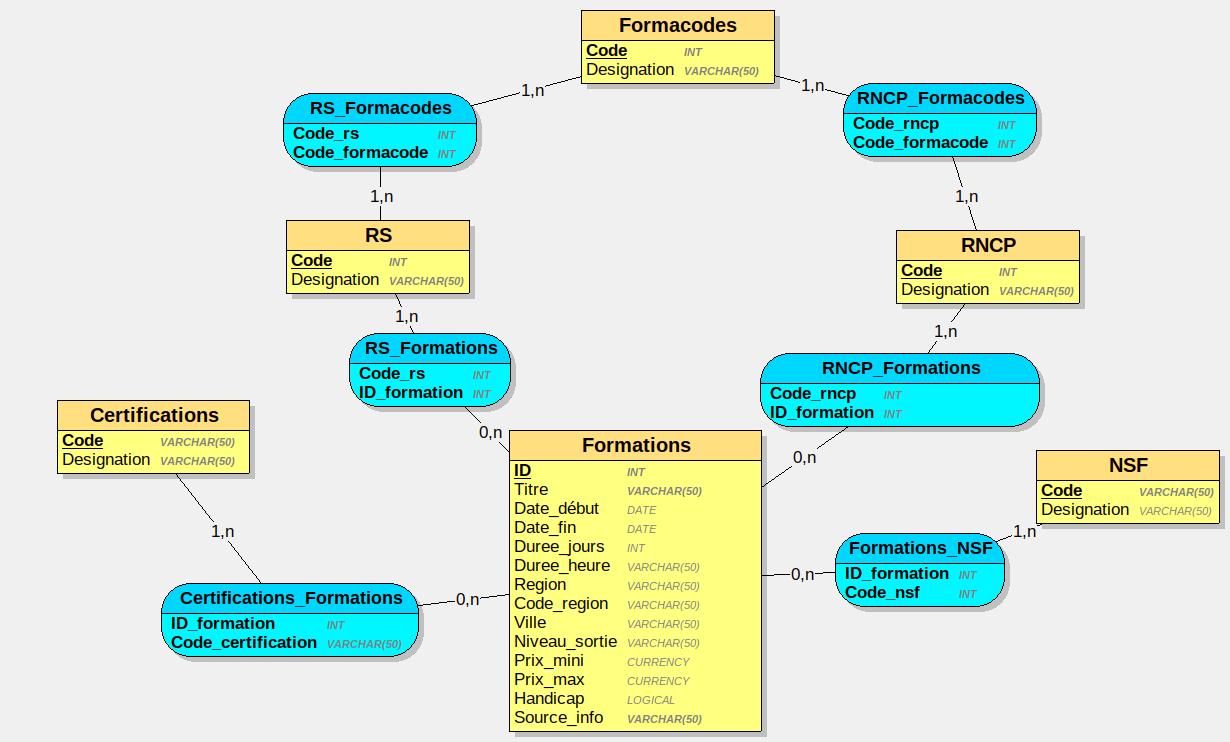 Formacodes
Code INT
Designation VARCHAR(50)
1,n
1,n
RS_Formacodes
Code_rs INT
Code_formacode INT
RNCP_Formacodes
Code_rncp INT
Code_formacode INT
1,n
1,n
RS
Code INT
Designation VARCHAR(50)
RNCP
Code INT
Designation VARCHAR(50)
1,n
1,n
RS_Formations
Code_rs INT
ID_formation INT
RNCP_Formations
Code_rncp INT
ID_formation INT
Certifications
Code VARCHAR(50)
Designation VARCHAR(50)
0,n
0,n
Formations
ID INT
Titre VARCHAR(50)
Date_début DATE
Date_fin DATE
Duree_jours INT
Duree_heure VARCHAR(50)
Region VARCHAR(50)
Code_region VARCHAR(50)
Ville VARCHAR(50)
Niveau_sortie VARCHAR(50)
Prix_mini CURRENCY
Prix_max CURRENCY
Handicap LOGICAL
Source_info VARCHAR(50)
NSF
Code VARCHAR(50)
Designation VARCHAR(50)
1,n
1,n
Formations_NSF
ID_formation INT
Code_nsf INT
0,n
0,n
Certifications_Formations
ID_formation INT
Code_certification VARCHAR(50)